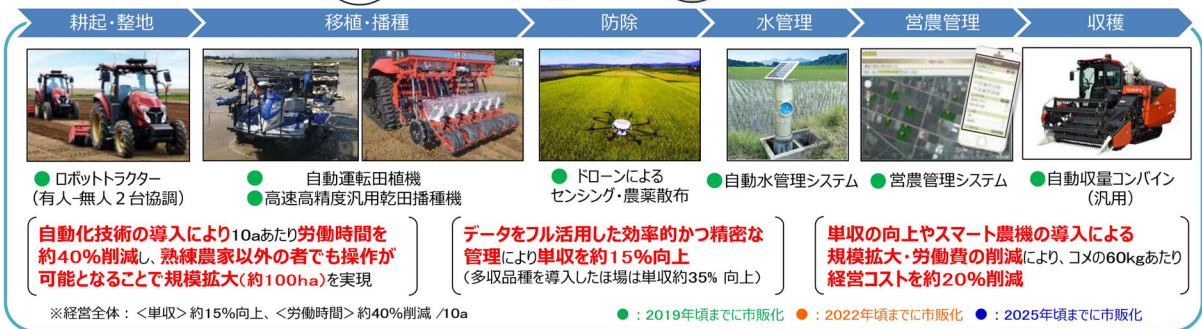 耕起・整地
移植・播種
防除
水管理
営農管理
収穫
● ロボットトラクター
(有人-無人2台協調)
● 自動運転田植機
● 高速高精度汎用乾田播種機
● ドローンによる
センシング・農薬散布
● 自動水管理システム
● 営農管理システム
● 自動収量コンバイン
(汎用)
自動化技術の導入により10aあたり労働時間を
約40%削減し、熟練農家以外の者でも操作が
可能となることで規模拡大(約100ha)を実現
データをフル活用した効率的かつ精密な
管理により単収を約15%向上
(多収品種を導入したほ場は単収約35% 向上)
単収の向上やスマート農機の導入による
規模拡大・労働費の削減により、コメの60kgあたり
経営コストを約20%削減
※経営全体:<単収>約15%向上、<労働時間>約40%削減 /10a
● :2019年頃までに市販化 ● :2022年頃までに市販化 ● :2025年頃までに市販化